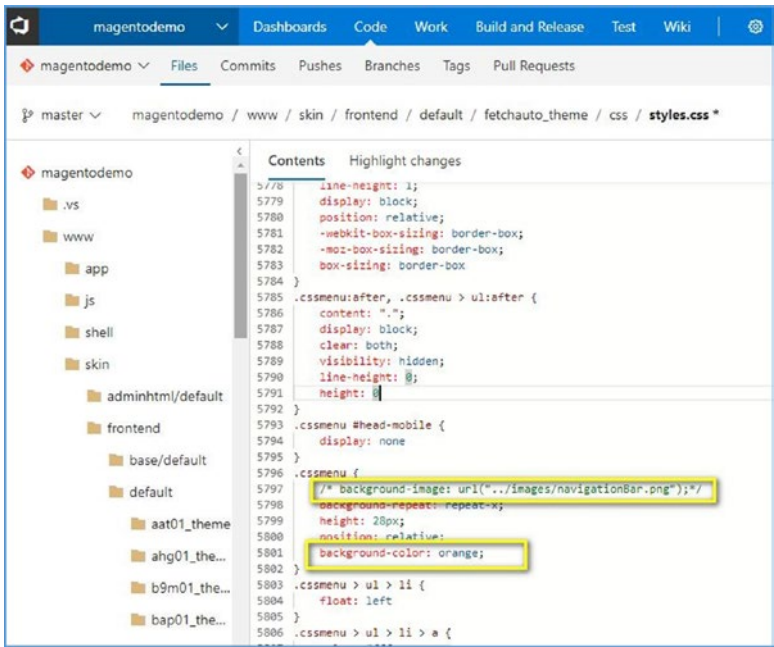 magentodemo Dashboards Code Work Build and Release Test Wiki
magentodemo Files Commits Pushes Branches Tags Pull Requests
master magentodemo / www / skin / frontend / default / fetchauto_theme / css / styles.css *
magentodemo
.vs
www
app
js
shell
skin
adminhtml/default
frontend
base/default
default
aat01_theme
ahg01_the...
b9m01_the...
bap01_the...
Contents Highlight changes
5778 line-height: 1;
5779 display: block;
5780 position: relative;
5781 -webkit-box-sizing: border-box;
5782 -moz-box-sizing: border-box;
5783 box-sizing: border-box
5784 }
5785 .cssmenu:after, .cssmenu > ul:after {
5786 content: ".";
5787 display: block;
5788 clear: both;
5789 visibility: hidden;
5790 line-height: 0;
5791 height: 0
5792 }
5793 .cssmenu #head-mobile {
5794 display: none
5795 }
5796 .cssmenu {
5797 /* background-image: url("../images/navigationBar.png");*/
5798 background-repeat: repeat-x;
5799 height: 28px;
5800 position: relative;
5801 background-color: orange;
5802 }
5803 .cssmenu > ul > li {
5804 float: left
5805 }
5806 .cssmenu > ul > li > a {